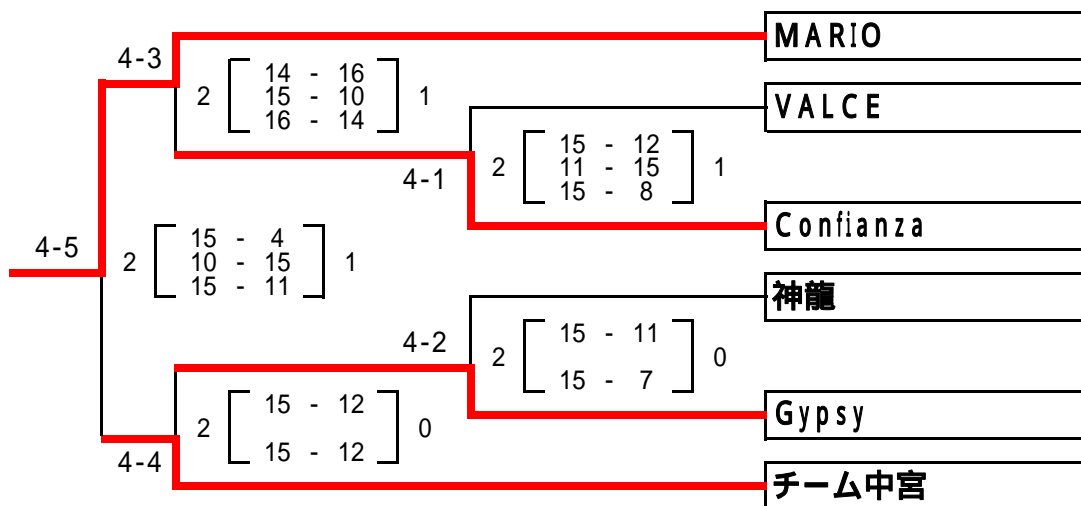 MARIO
4-3
2 14 - 16 1
15 - 10
16 - 14
VALCE
4-1
2 15 - 12 1
11 - 15
15 - 8
Confianza
4-5
2 15 - 4 1
10 - 15
15 - 11
神龍
4-2
2 15 - 11 0
15 - 7
Gypsy
2 15 - 12 0
15 - 12
4-4
チーム中宮